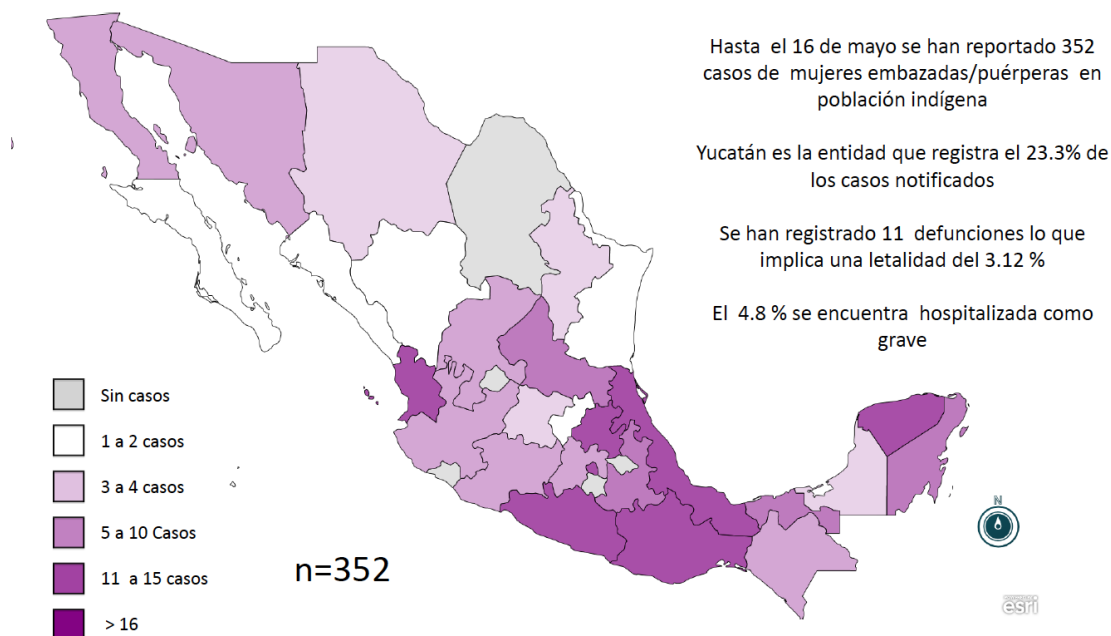 Hasta el 16 de mayo se han reportado 352
casos de mujeres embazadas/puérperas en
población indígena
Yucatán es la entidad que registra el 23.3% de
los casos notificados
Se han registrado 11 defunciones lo que
implica una letalidad del 3.12 %
El 4.8 % se encuentra hospitalizada como
grave
Sin casos
1 a 2 casos
3 a 4 casos
5 a 10 Casos
11 a 15 casos
> 16
n=352
N
esri